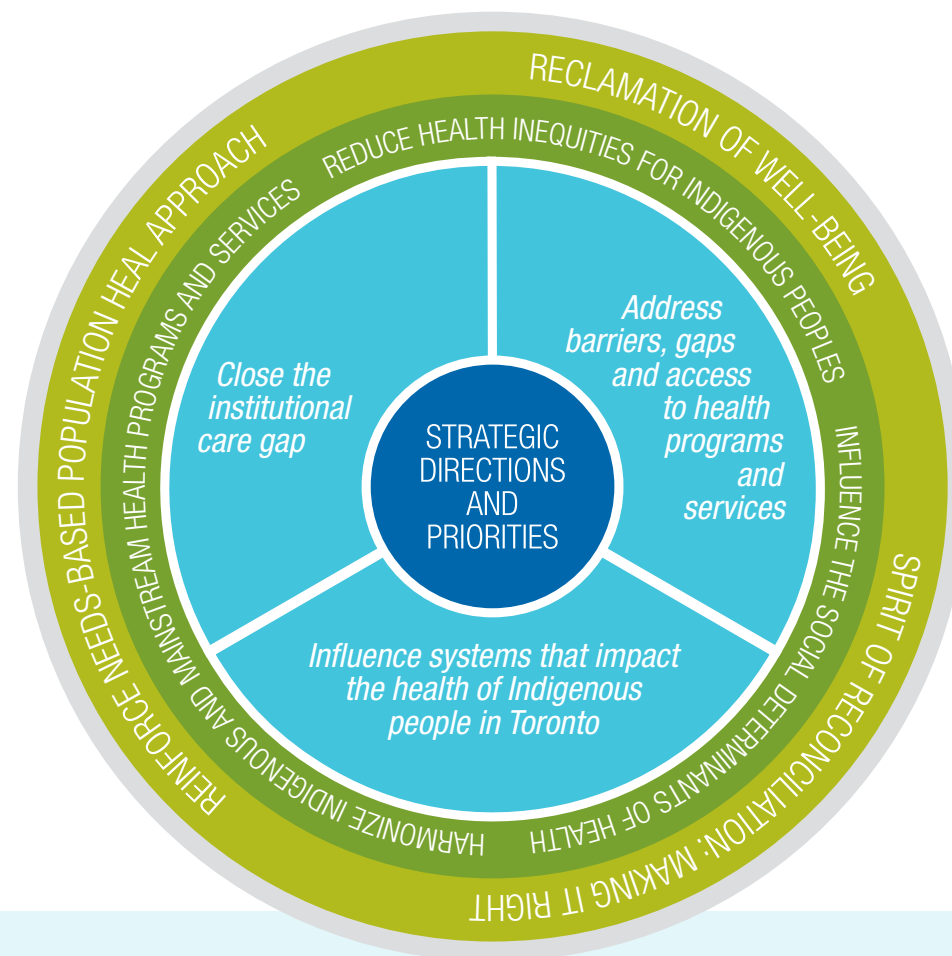 RECLAMATION OF WELL-BEING
SPIRIT OF RECONCILIATION: MAKING IT RIGHT
REINFORCE NEEDS-BASED POPULATION HEAL APPROACH
REDUCE HEALTH INEQUITIES FOR INDIGENOUS PEOPLES
INFLUENCE THE SOCIAL DETERMINANTS OF HEALTH
HARMONIZE INDIGENOUS AND MAINSTREAM HEALTH PROGRAMS AND SERVICES
Address
barriers, gaps
and access
to health
programs
and
services
Close the
institutional
care gap
STRATEGIC
DIRECTIONS
AND
PRIORITIES
Influence systems that impact
the health of Indigenous
people in Toronto